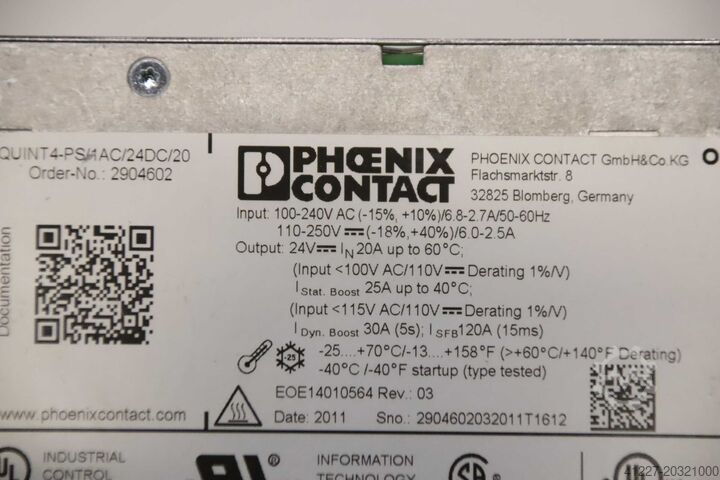 QUINT4-PS/1AC/24DC/20
Order-No.: 2904602
PHOENIX CONTACT
PHOENIX CONTACT GmbH&Co.KG
Flachsmarktstr. 8
32825 Blomberg, Germany
Input: 100-240V AC (-15%, +10%)/6.8-2.7A/50-60Hz
110-250V ⎓ (-18%,+40%)/6.0-2.5A
Output: 24V ⎓ IN 20A up to 60°C;
(Input <100V AC/110V ⎓ Derating 1%/V)
I Stat. Boost 25A up to 40°C;
(Input <115V AC/110V ⎓ Derating 1%/V)
I Dyn. Boost 30A (5s); I SFB 120A (15ms)
-25....+70°C/-13....+158°F (>+60°C/+140°F Derating)
-25
-40°C /-40°F startup (type tested)
Documentation
www.phoenixcontact.com
EOE14010564 Rev.: 03
Date: 2011 Sno.: 2904602032011T1612
UL
INDUSTRIAL
CONTROL
®
INFORMATION
TECHNOLOGY
41227-20321000